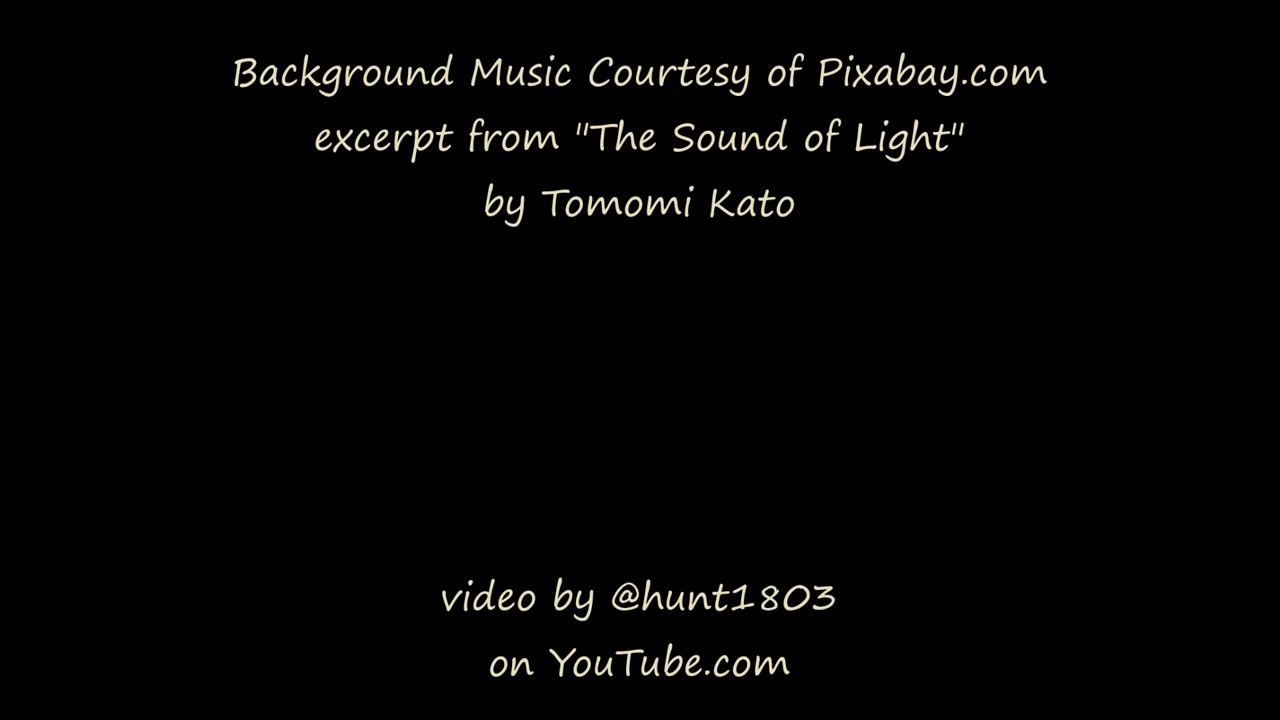 Background Music Courtesy of Pixabay.com
excerpt from "The Sound of Light"
by Tomomi Kato
video by @hunt1803
on YouTube.com